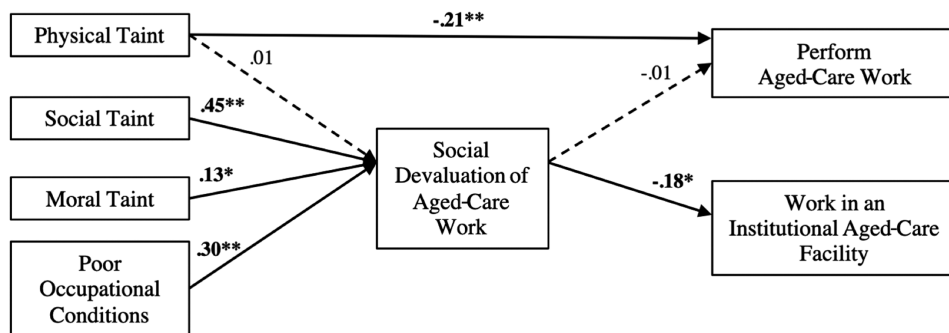 Physical Taint
-.21**
.01
-.01
Perform
Aged-Care Work
Social Taint
.45**
Moral Taint
.13*
Social
Devaluation of
Aged-Care
Work
-.18*
Work in an
Institutional Aged-Care
Facility
.30**
Poor
Occupational
Conditions